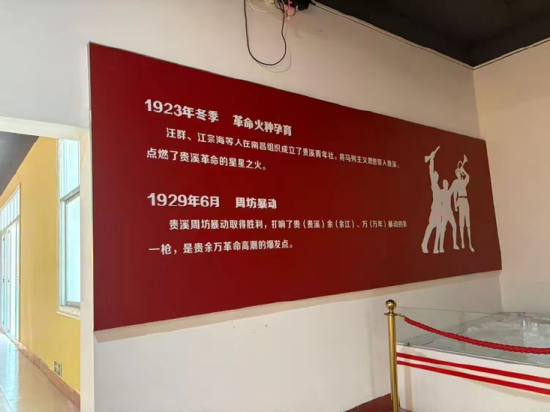 1923年冬季 革命火种孕育
汪群、江宗海等人在南昌组织成立了贵溪青年社，将马列主义思想带入贵溪，
点燃了贵溪革命的星星之火。
1929年6月 周坊暴动
贵溪周坊暴动取得胜利，打响了贵（贵溪）余（余江）、万（万年）暴动的第
一枪，是贵余万革命高潮的爆发点。